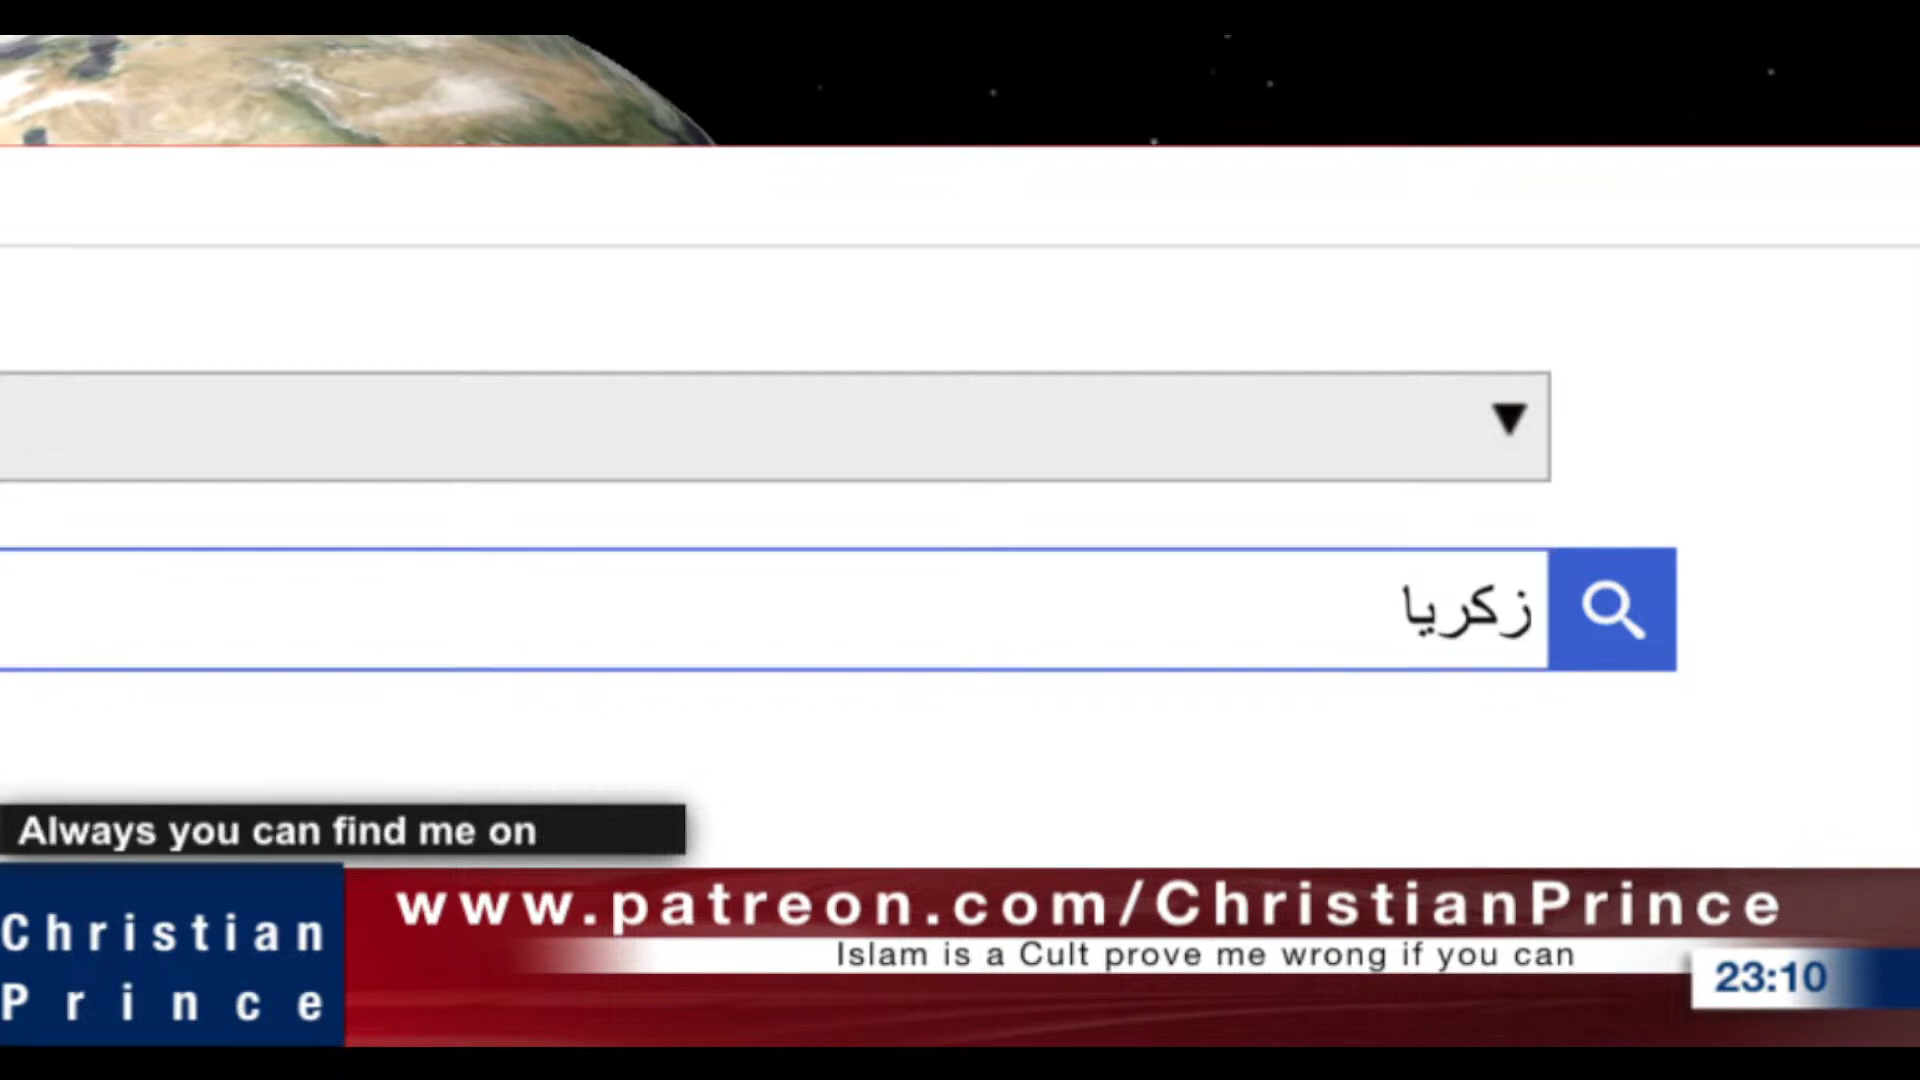 زكريا
Always you can find me on
Christian
Prince
www.patreon.com/ChristianPrince
Islam is a Cult prove me wrong if you can
23:10